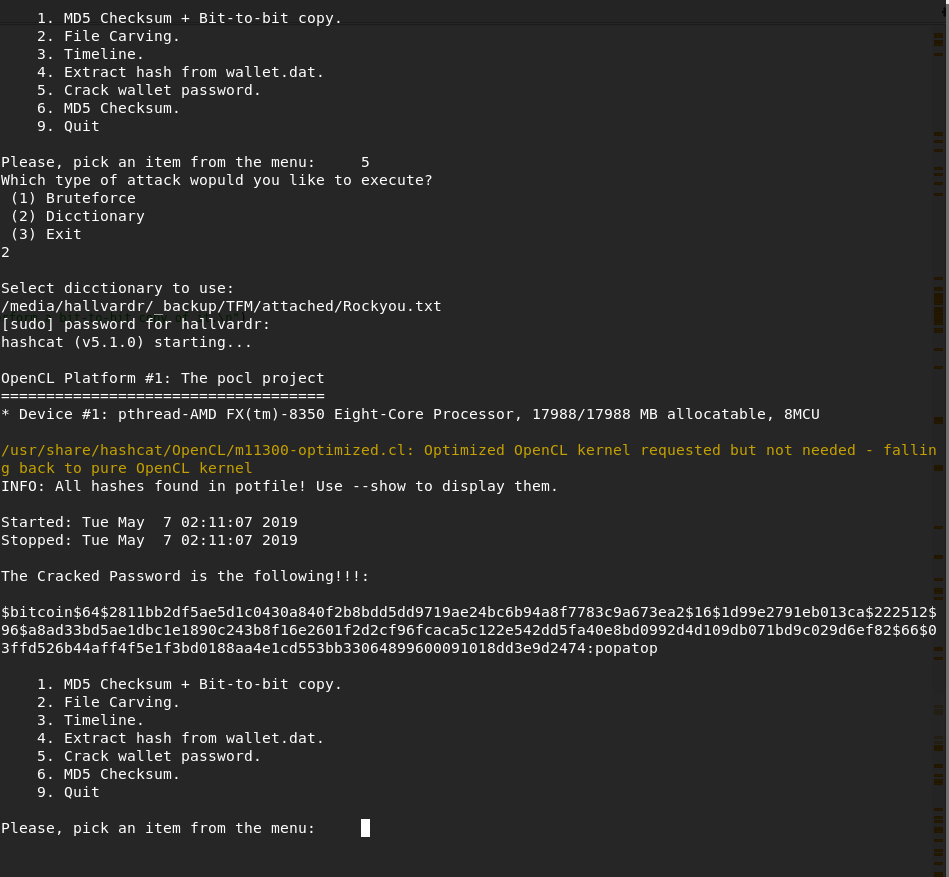 1. MD5 Checksum + Bit-to-bit copy.
    2. File Carving.
    3. Timeline.
    4. Extract hash from wallet.dat.
    5. Crack wallet password.
    6. MD5 Checksum.
    9. Quit
Please, pick an item from the menu:     5
Which type of attack wopuld you like to execute?
 (1) Bruteforce
 (2) Dicctionary
 (3) Exit
2
Select dicctionary to use:
/media/hallvardr/_backup/TFM/attached/Rockyou.txt
[sudo] password for hallvardr:
hashcat (v5.1.0) starting...
OpenCL Platform #1: The pocl project
====================================
* Device #1: pthread-AMD FX(tm)-8350 Eight-Core Processor, 17988/17988 MB allocatable, 8MCU
/usr/share/hashcat/OpenCL/m11300-optimized.cl: Optimized OpenCL kernel requested but not needed - fallin
g back to pure OpenCL kernel
INFO: All hashes found in potfile! Use --show to display them.
Started: Tue May  7 02:11:07 2019
Stopped: Tue May  7 02:11:07 2019
The Cracked Password is the following!!!:
$bitcoin$64$2811bb2df5ae5d1c0430a840f2b8bdd5dd9719ae24bc6b94a8f7783c9a673ea2$16$1d99e2791eb013ca$222512$
96$a8ad33bd5ae1dbc1e1890c243b8f16e2601f2d2cf96fcaca5c122e542dd5fa40e8bd0992d4d109db071bd9c029d6ef82$66$0
3ffd526b44aff4f5e1f3bd0188aa4e1cd553bb33064899600091018dd3e9d2474:popatop
    1. MD5 Checksum + Bit-to-bit copy.
    2. File Carving.
    3. Timeline.
    4. Extract hash from wallet.dat.
    5. Crack wallet password.
    6. MD5 Checksum.
    9. Quit
Please, pick an item from the menu: